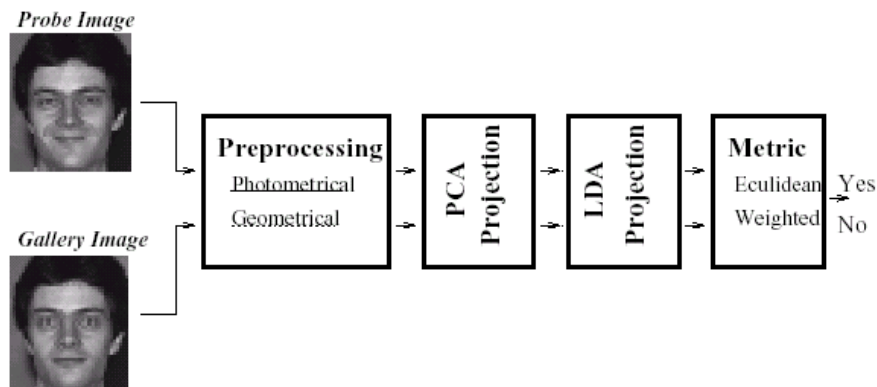 Probe Image
Gallery Image
Preprocessing
Photometrical
Geometrical
PCA
Projection
LDA
Projection
Metric
Eculidean
Weighted
Yes
No